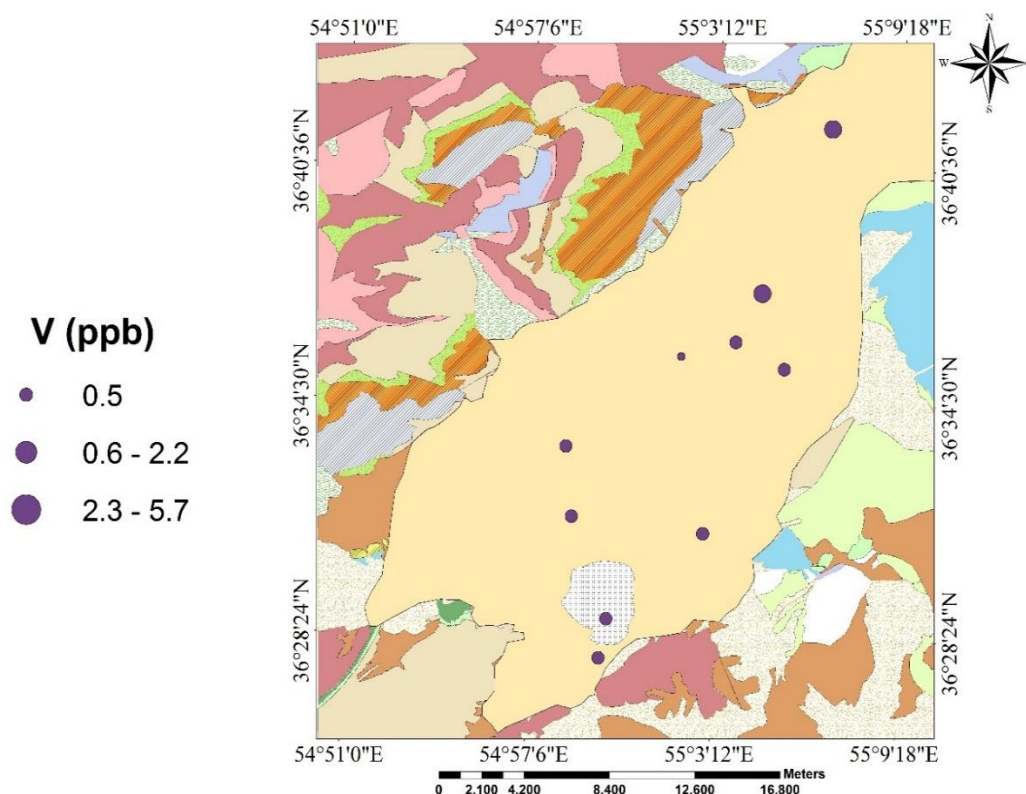 54°51'0"E 54°57'6"E 55°3'12"E 55°9'18"E
N
W
S
36°40'36"N
36°40'36"N
V (ppb)
0.5
0.6 - 2.2
2.3 - 5.7
36°34'30"N
36°34'30"N
36°28'24"N
36°28'24"N
54°51'0"E 54°57'6"E 55°3'12"E 55°9'18"E
Meters
0 2.100 4.200 8.400 12.600 16.800